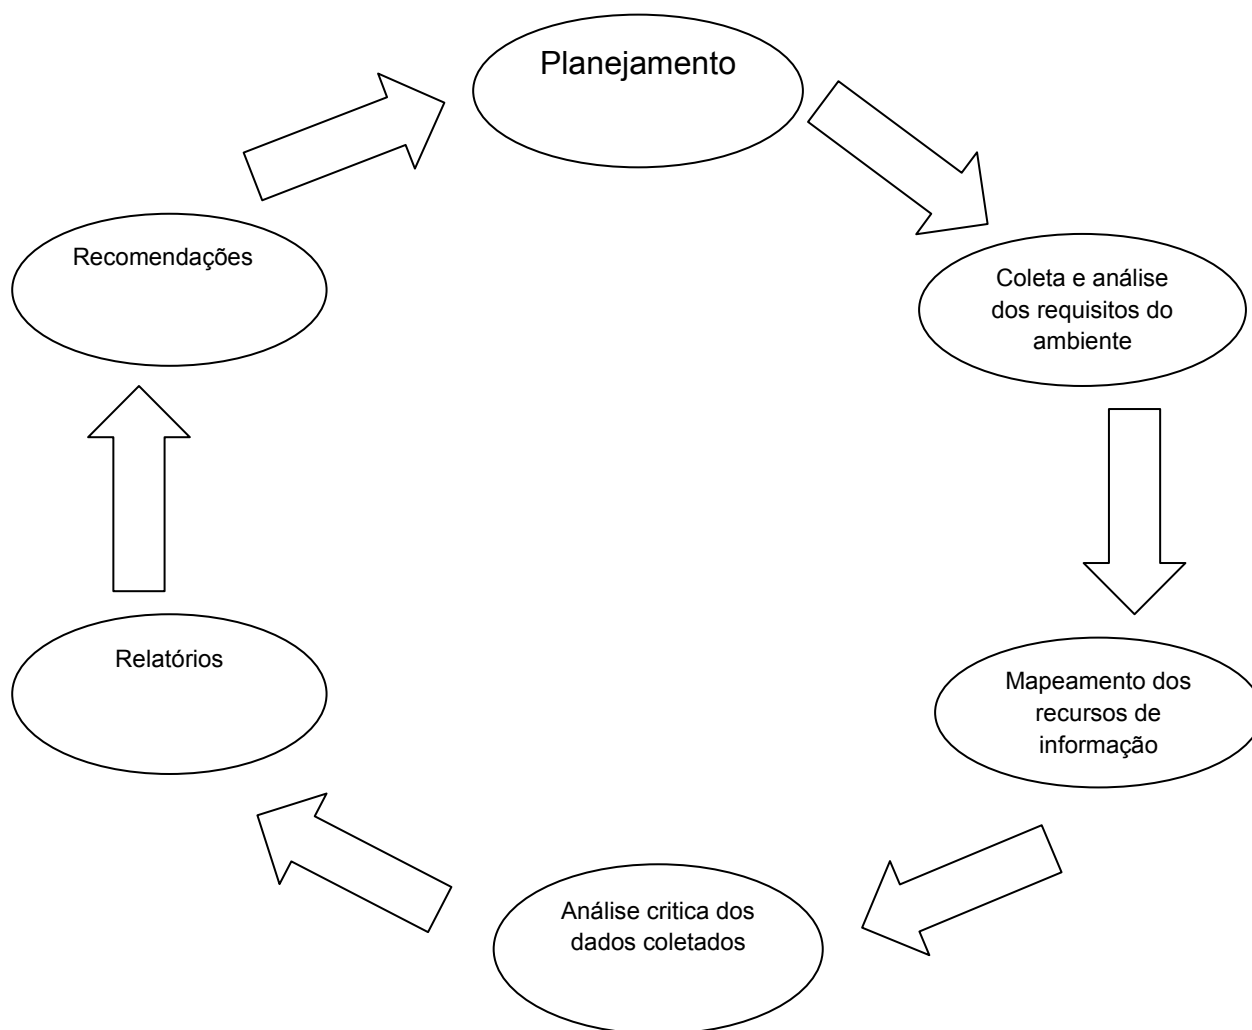 Planejamento
Coleta e análise
dos requisitos do
ambiente
Mapeamento dos
recursos de
informação
Análise critica dos
dados coletados
Relatórios
Recomendações